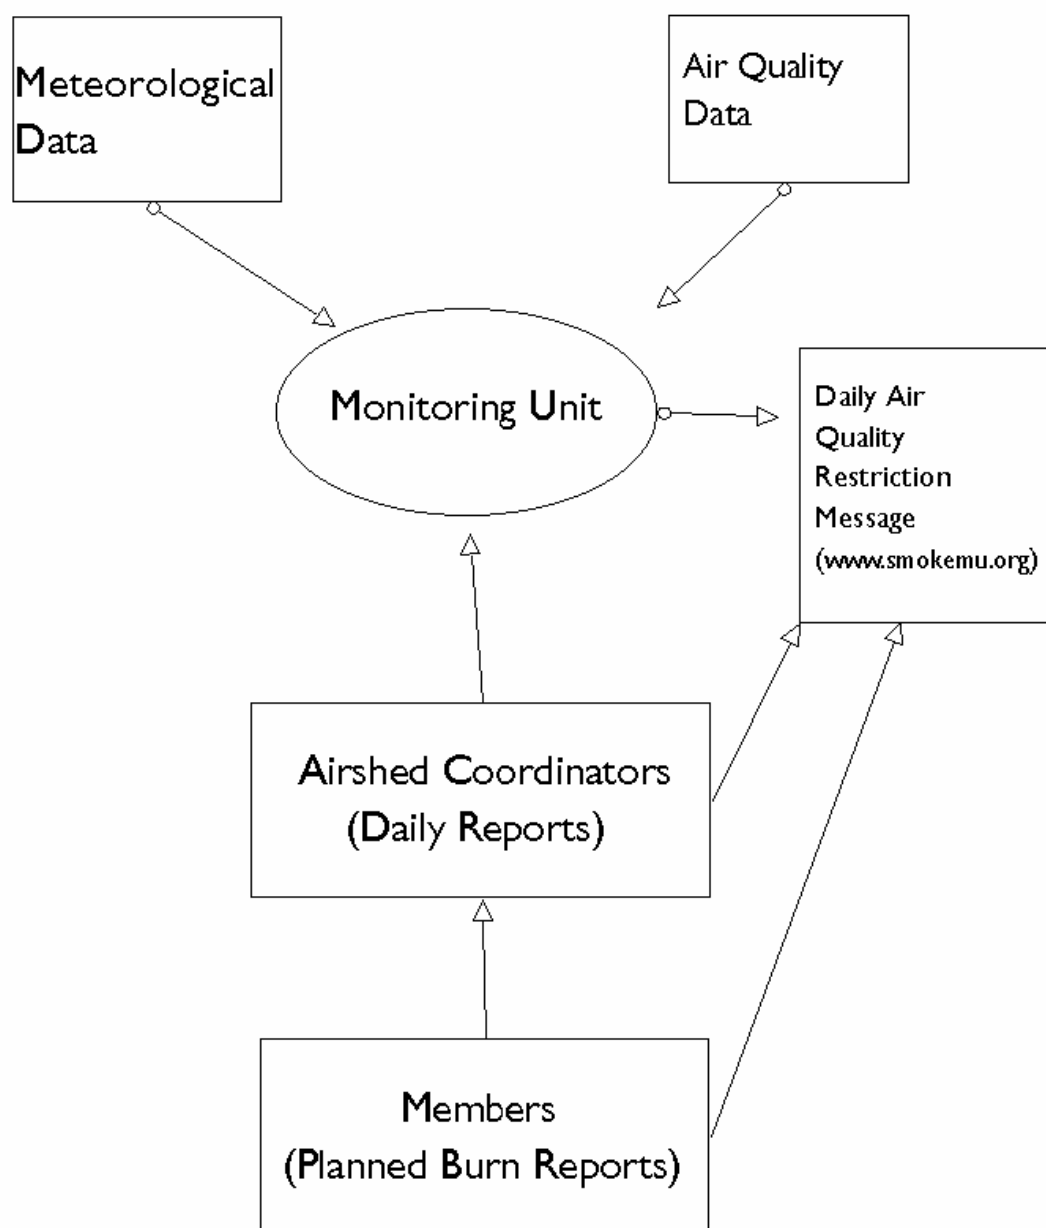 Meteorological
Data
Air Quality
Data
Monitoring Unit
Daily Air
Quality
Restriction
Message
(www.smokemu.org)
Airshed Coordinators
(Daily Reports)
Members
(Planned Burn Reports)